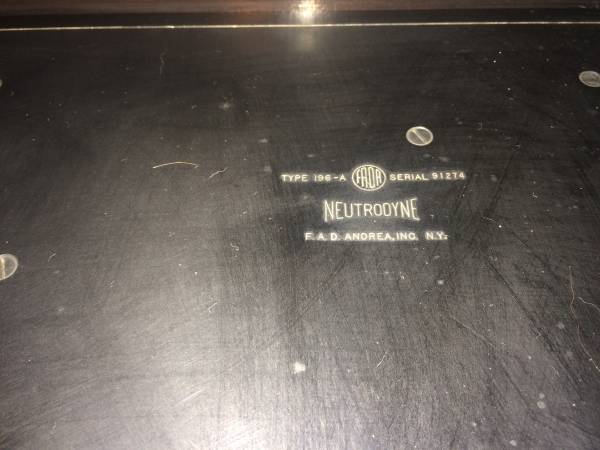 TYPE 196-A FADA SERIAL 91274
NEUTRODYNE
F. A. D. ANDREA, INC. N.Y.